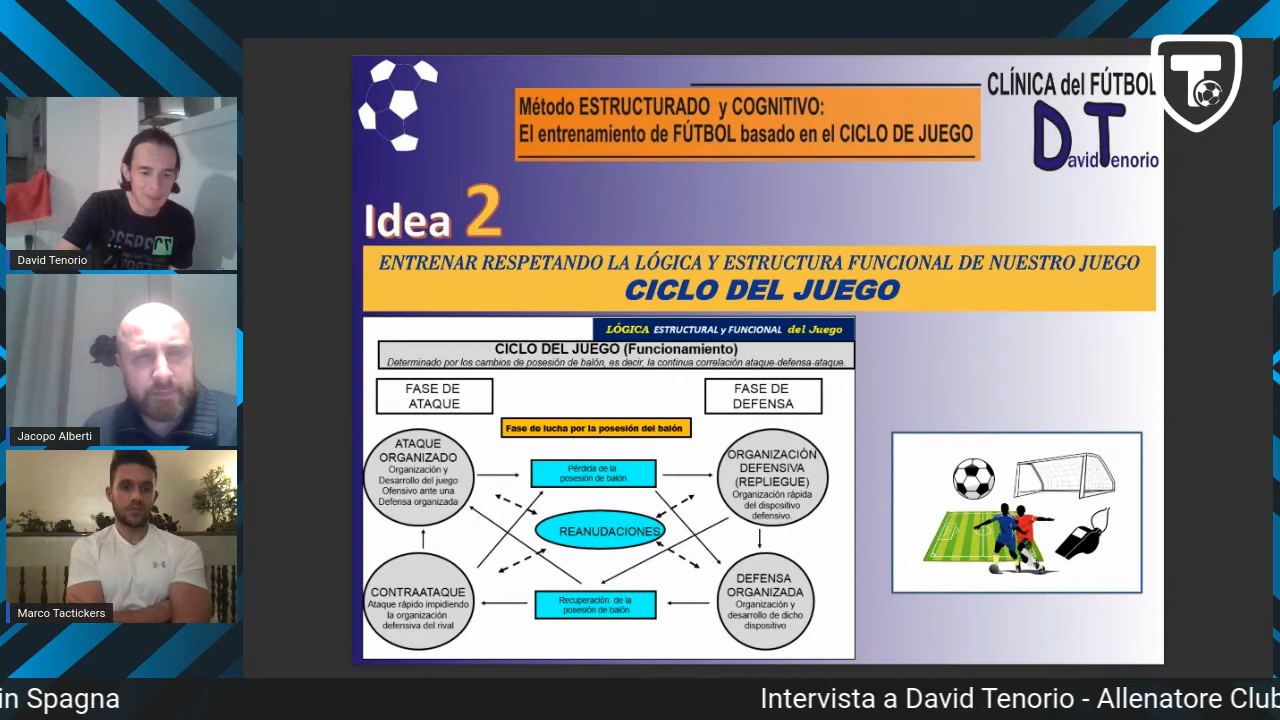 David Tenorio
Jacopo Alberti
Marco Tactickers
Método ESTRUCTURADO y COGNITIVO:
El entrenamiento de FÚTBOL basado en el CICLO DE JUEGO
CLÍNICA del FÚTBOL
David Tenorio
T
Idea 2
ENTRENAR RESPETANDO LA LÓGICA Y ESTRUCTURA FUNCIONAL DE NUESTRO JUEGO
CICLO DEL JUEGO
LÓGICA ESTRUCTURAL y FUNCIONAL del Juego
CICLO DEL JUEGO (Funcionamiento)
Determinado por los cambios de posesión de balón, es decir, la continua correlación ataque-defensa-ataque.
FASE DE
ATAQUE
FASE DE
DEFENSA
Fase de lucha por la posesión del balón
ATAQUE
ORGANIZADO
Organización y
Desarrollo del juego
Ofensivo ante una
Defensa organizada
Pérdida de la
posesión de balón
ORGANIZACIÓN
DEFENSIVA
(REPLIEGUE)
Organización rápida
del dispositivo
defensivo.
REANUDACIONES
CONTRAATAQUE
Ataque rápido impidiendo
la organización
defensiva del rival
Recuperación de la
posesión de balón
DEFENSA
ORGANIZADA
Organización y
desarrollo de dicho
dispositivo
in Spagna
Intervista a David Tenorio - Allenatore Club